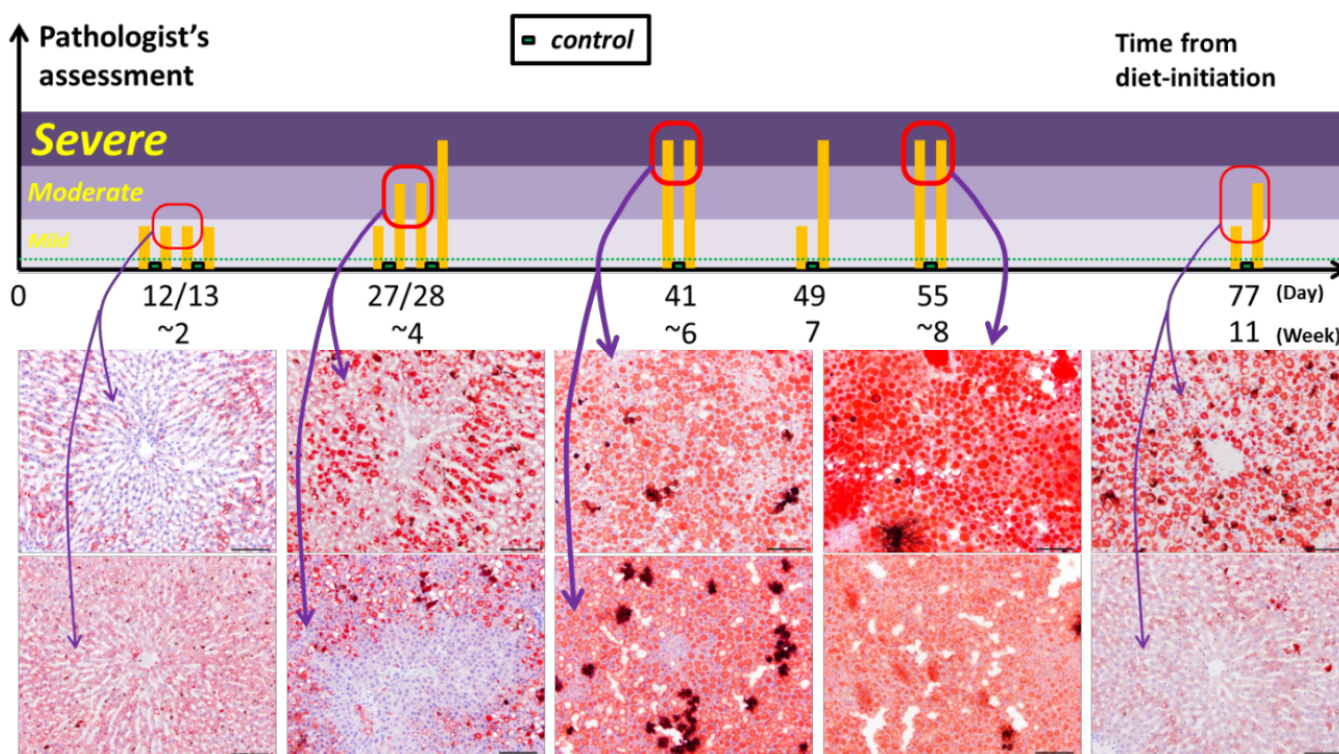 Pathologist's
assessment
control
Time from
diet-initiation
Severe
Moderate
Mild
0 12/13 27/28 41 49 55 77 (Day)
~2 ~4 ~6 7 ~8 11 (Week)